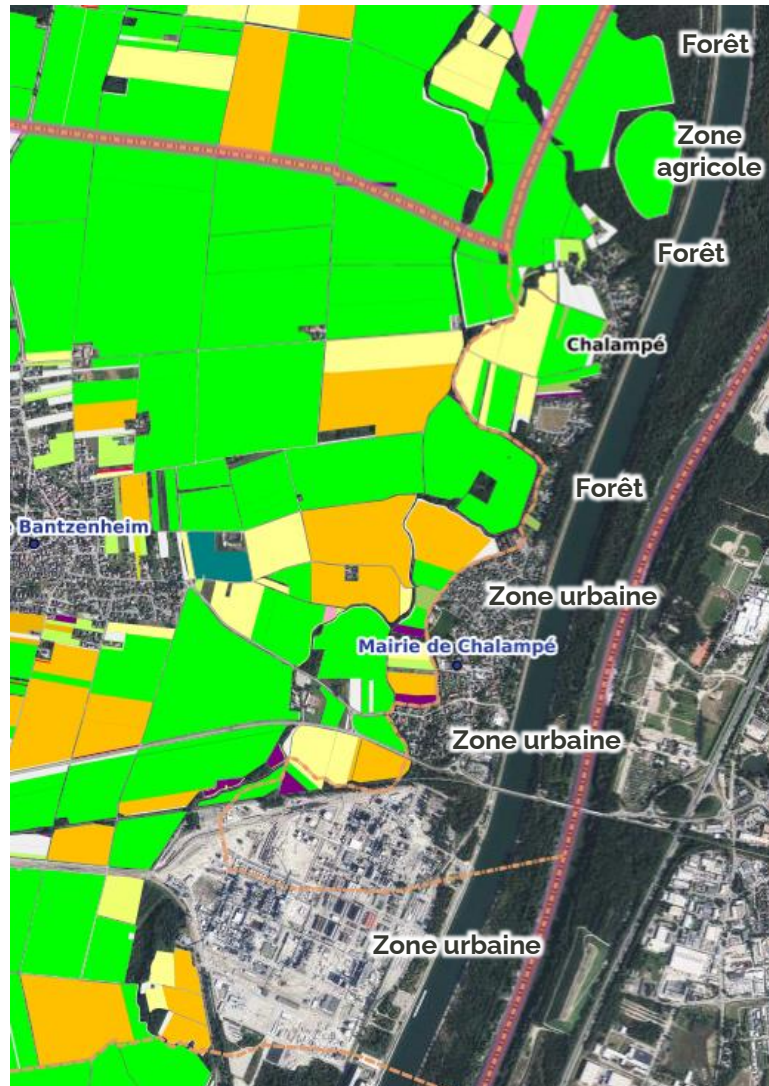 Forêt
Zone
agricole
Forêt
Chalampé
Forêt
Bantzenheim
Zone urbaine
Mairie de Chalampé
Zone urbaine
Zone urbaine